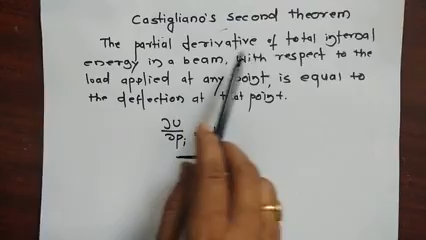 Castigliano's second theorem
The partial derivative of total internal
energy in a beam, with respect to the
load applied at any point, is equal to
the deflection at that point.
∂U
∂Pi